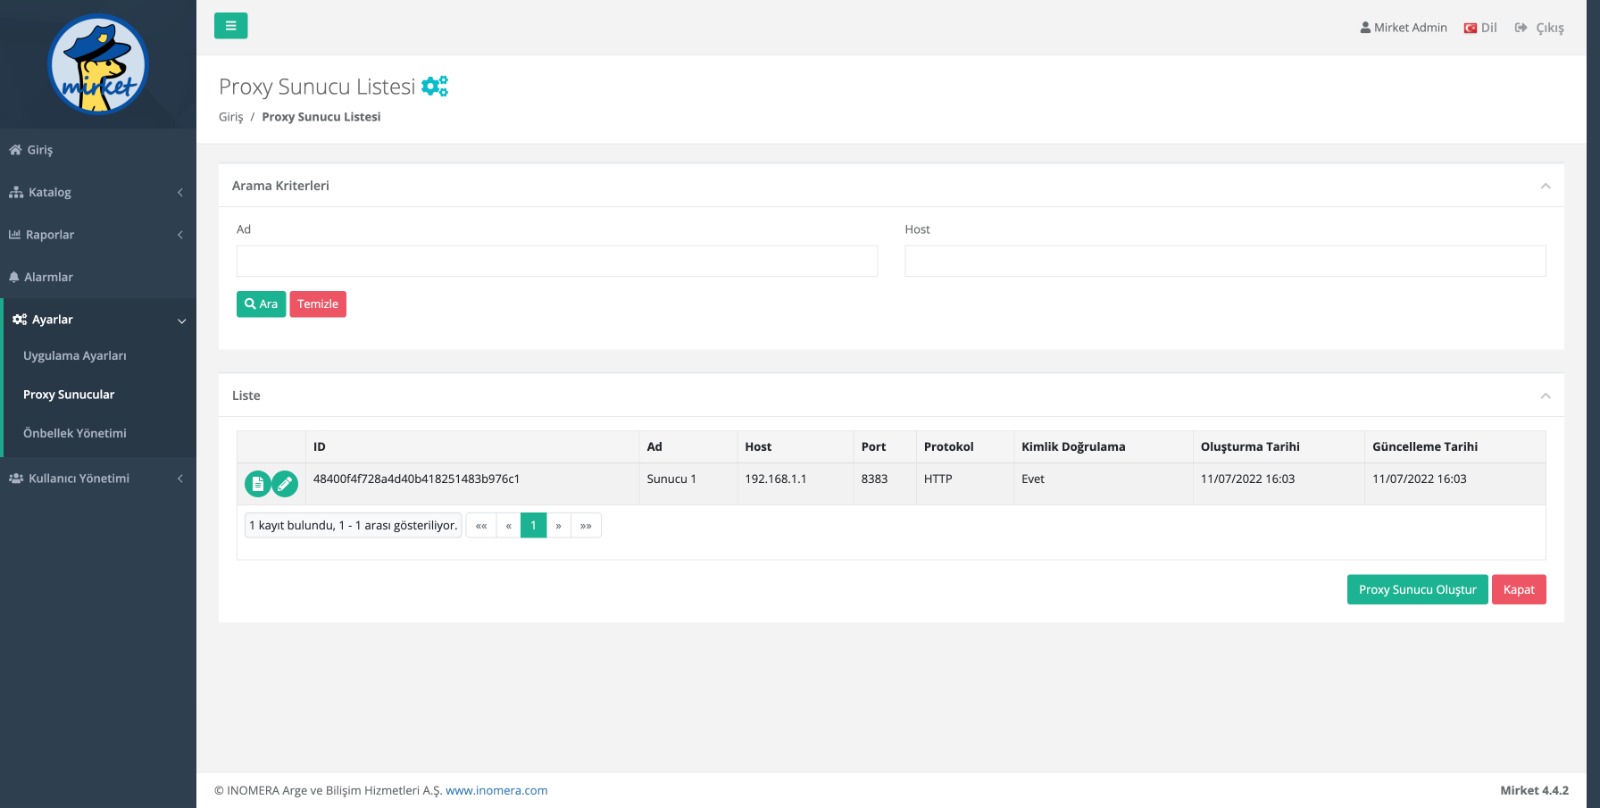 mirket
Mirket Admin
Dil
Çıkış
Proxy Sunucu Listesi
Giriş / Proxy Sunucu Listesi
Giriş
Katalog
Raporlar
Alarmlar
Ayarlar
Uygulama Ayarları
Proxy Sunucular
Önbellek Yönetimi
Kullanıcı Yönetimi
Arama Kriterleri
Ad
Host
Ara
Temizle
Liste
ID Ad Host Port Protokol Kimlik Doğrulama Oluşturma Tarihi Güncelleme Tarihi
48400f4f728a4d40b418251483b976c1 Sunucu 1 192.168.1.1 8383 HTTP Evet 11/07/2022 16:03 11/07/2022 16:03
1 kayıt bulundu, 1 - 1 arası gösteriliyor. «« « 1 » »»
Proxy Sunucu Oluştur
Kapat
© INOMERA Arge ve Bilişim Hizmetleri A.Ş. www.inomera.com
Mirket 4.4.2